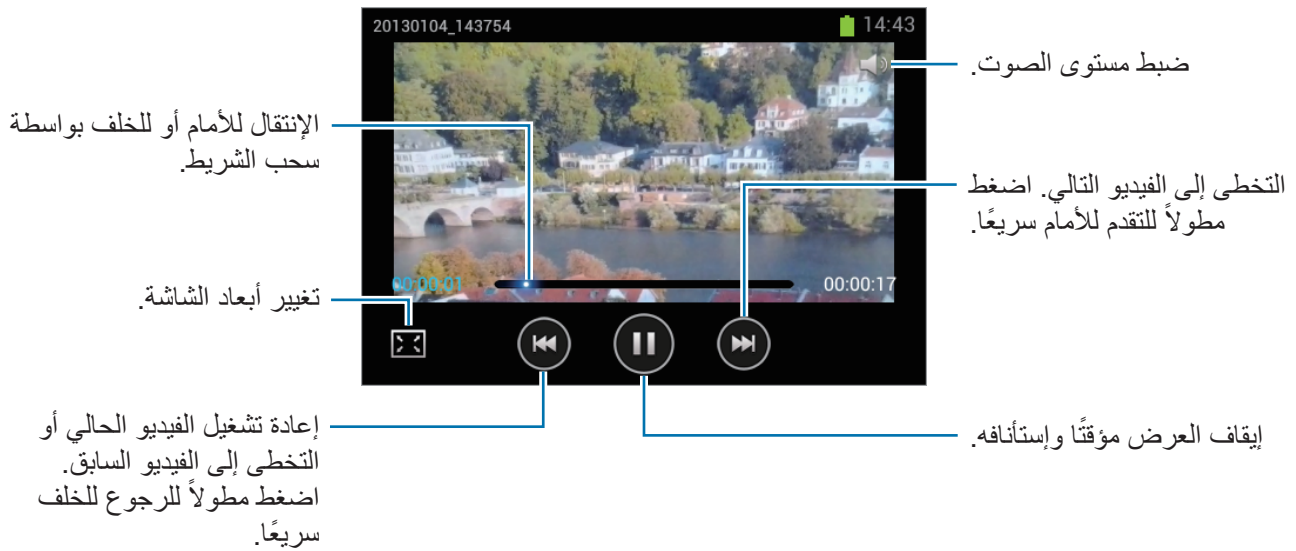 20130104_143754
14:43
ضبط مستوى الصوت.
الإنتقال للأمام أو للخلف بواسطة
سحب الشريط.
التخطى إلى الفيديو التالي. اضغط
مطولاً للتقدم للأمام سريعًا.
00:00:01
00:00:17
تغيير أبعاد الشاشة.
إعادة تشغيل الفيديو الحالي أو
التخطى إلى الفيديو السابق.
اضغط مطولاً للرجوع للخلف
سريعًا.
إيقاف العرض مؤقتًا وإستأنافه.